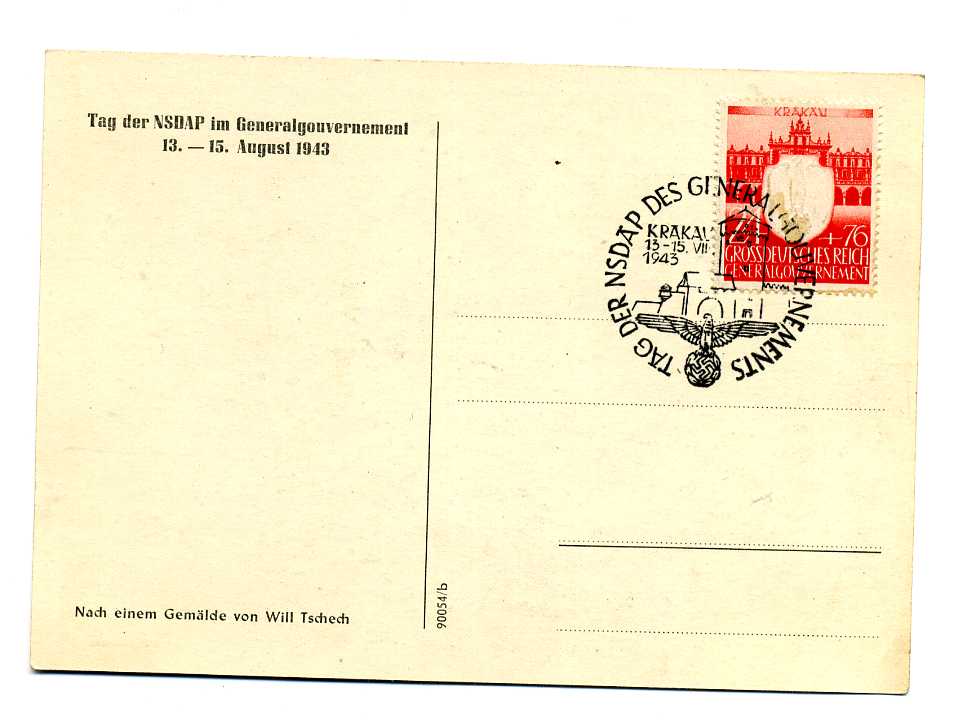 Tag der NSDAP im Generalgouvernement
13. — 15. August 1943
KRAKAU
+76
GROSSDEUTSCHES REICH
GENERALGOUVERNEMENT
TAG DER NSDAP DES GENERALGOUVERNEMENTS
KRAKAU
13-15. VIII
1943
Nach einem Gemälde von Will Tschech
90054/b